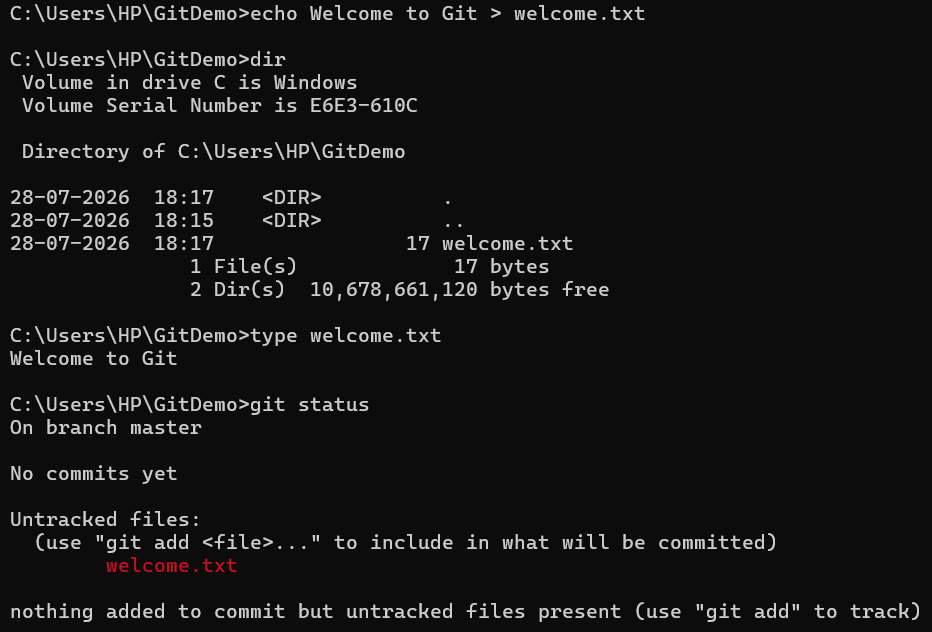 C:\Users\HP\GitDemo>echo Welcome to Git > welcome.txt
C:\Users\HP\GitDemo>dir
 Volume in drive C is Windows
 Volume Serial Number is E6E3-610C
 Directory of C:\Users\HP\GitDemo
28-07-2026  18:17    <DIR>          .
28-07-2026  18:15    <DIR>          ..
28-07-2026  18:17                17 welcome.txt
               1 File(s)             17 bytes
               2 Dir(s)  10,678,661,120 bytes free
C:\Users\HP\GitDemo>type welcome.txt
Welcome to Git
C:\Users\HP\GitDemo>git status
On branch master
No commits yet
Untracked files:
  (use "git add <file>..." to include in what will be committed)
        welcome.txt
nothing added to commit but untracked files present (use "git add" to track)